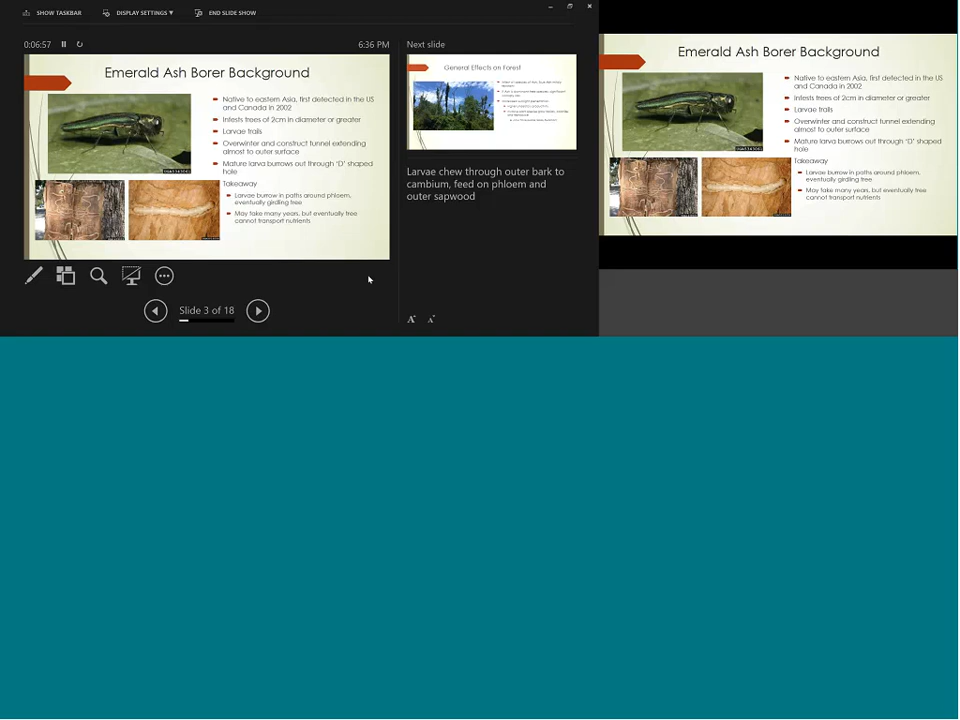 SHOW TASKBAR
DISPLAY SETTINGS ▼
END SLIDE SHOW
0:06:57
6:36 PM
Emerald Ash Borer Background
Native to eastern Asia, first detected in the US
and Canada in 2002
Infests trees of 2cm in diameter or greater
Larvae trails
Overwinter and construct tunnel extending
almost to outer surface
Mature larva burrows out through 'D' shaped
hole
Takeaway
Larvae burrow in paths around phloem,
eventually girdling tree
May take many years, but eventually tree
cannot transport nutrients
Slide 3 of 18
Next slide
General Effects on Forest
Larvae chew through outer bark to
cambium, feed on phloem and
outer sapwood
A A
Emerald Ash Borer Background
Native to eastern Asia, first detected in the US
and Canada in 2002
Infests trees of 2cm in diameter or greater
Larvae trails
Overwinter and construct tunnel extending
almost to outer surface
Mature larva burrows out through 'D' shaped
hole
Takeaway
Larvae burrow in paths around phloem,
eventually girdling tree
May take many years, but eventually tree
cannot transport nutrients